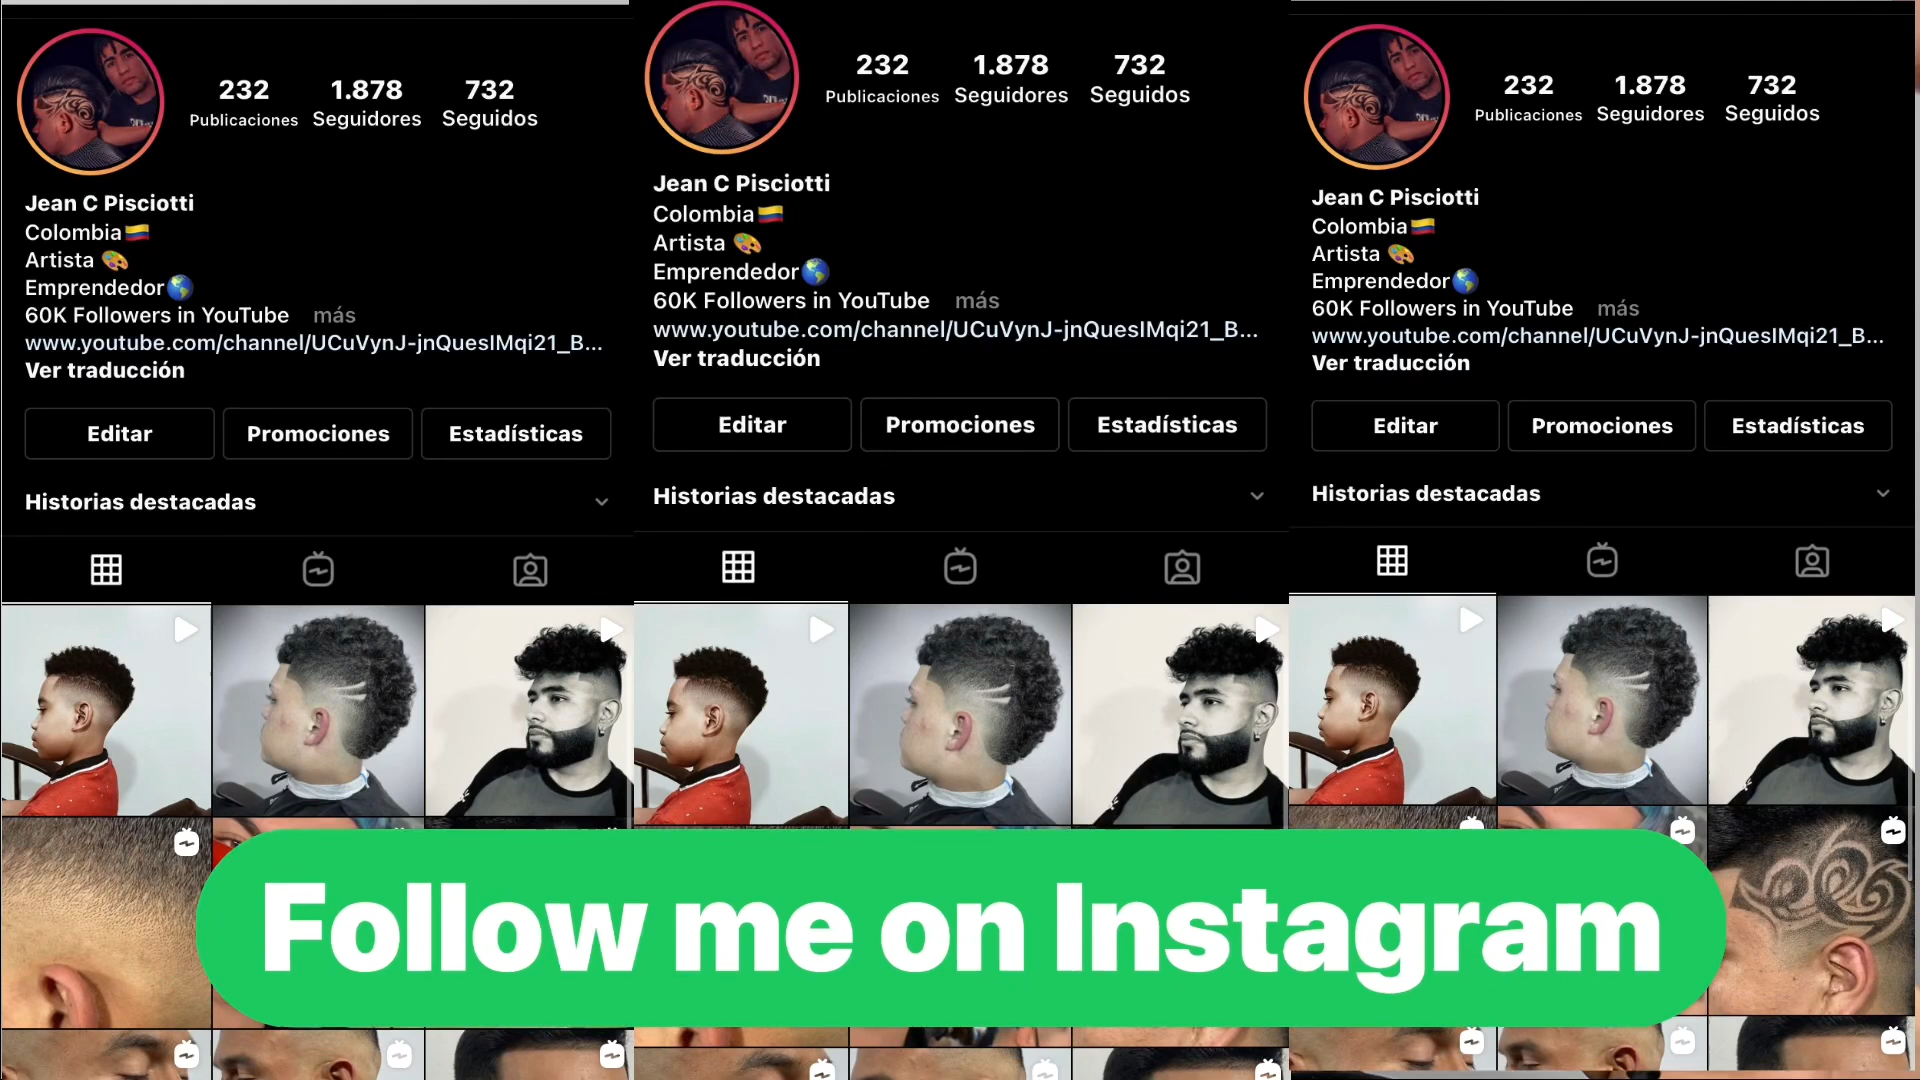 232 1.878 732
Publicaciones Seguidores Seguidos
Jean C Pisciotti
Colombia🇨🇴
Artista 🎨
Emprendedor🌎
60K Followers in YouTube más
www.youtube.com/channel/UCuVynJ-jnQuesIMqi21_B...
Ver traducción
Editar Promociones Estadísticas
Historias destacadas
232 1.878 732
Publicaciones Seguidores Seguidos
Jean C Pisciotti
Colombia🇨🇴
Artista 🎨
Emprendedor🌎
60K Followers in YouTube más
www.youtube.com/channel/UCuVynJ-jnQuesIMqi21_B...
Ver traducción
Editar Promociones Estadísticas
Historias destacadas
232 1.878 732
Publicaciones Seguidores Seguidos
Jean C Pisciotti
Colombia🇨🇴
Artista 🎨
Emprendedor🌎
60K Followers in YouTube más
www.youtube.com/channel/UCuVynJ-jnQuesIMqi21_B...
Ver traducción
Editar Promociones Estadísticas
Historias destacadas
Follow me on Instagram